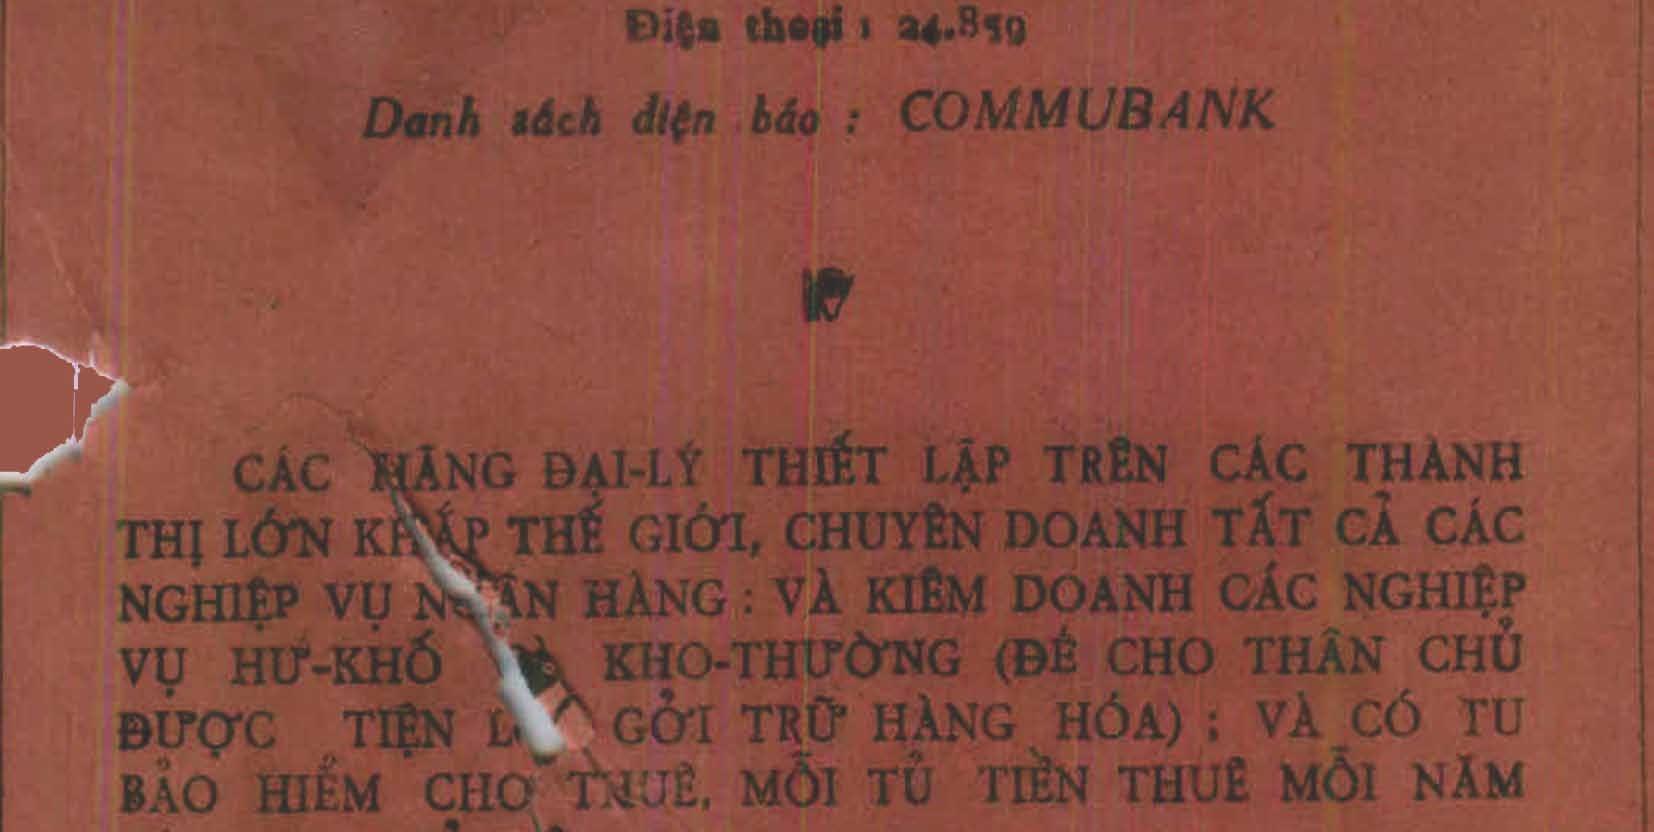 Điện thoại : 24.859
Danh sách điện báo : COMMUBANK
CÁC HÃNG ĐẠI-LÝ THIẾT LẬP TRÊN CÁC THÀNH
THỊ LỚN KHẮP THẾ GIỚI, CHUYÊN DOANH TẤT CẢ CÁC
NGHIỆP VỤ NGÂN HÀNG : VÀ KIÊM DOANH CÁC NGHIỆP
VỤ HƯ-KHỐ KHO-THƯỜNG (ĐỂ CHO THÂN CHỦ
ĐƯỢC TIỆN GỞI TRỮ HÀNG HÓA) ; VÀ CÓ TU
BẢO HIỂM CHO THUÊ, MỖI TỦ TIỀN THUÊ MỖI NĂM